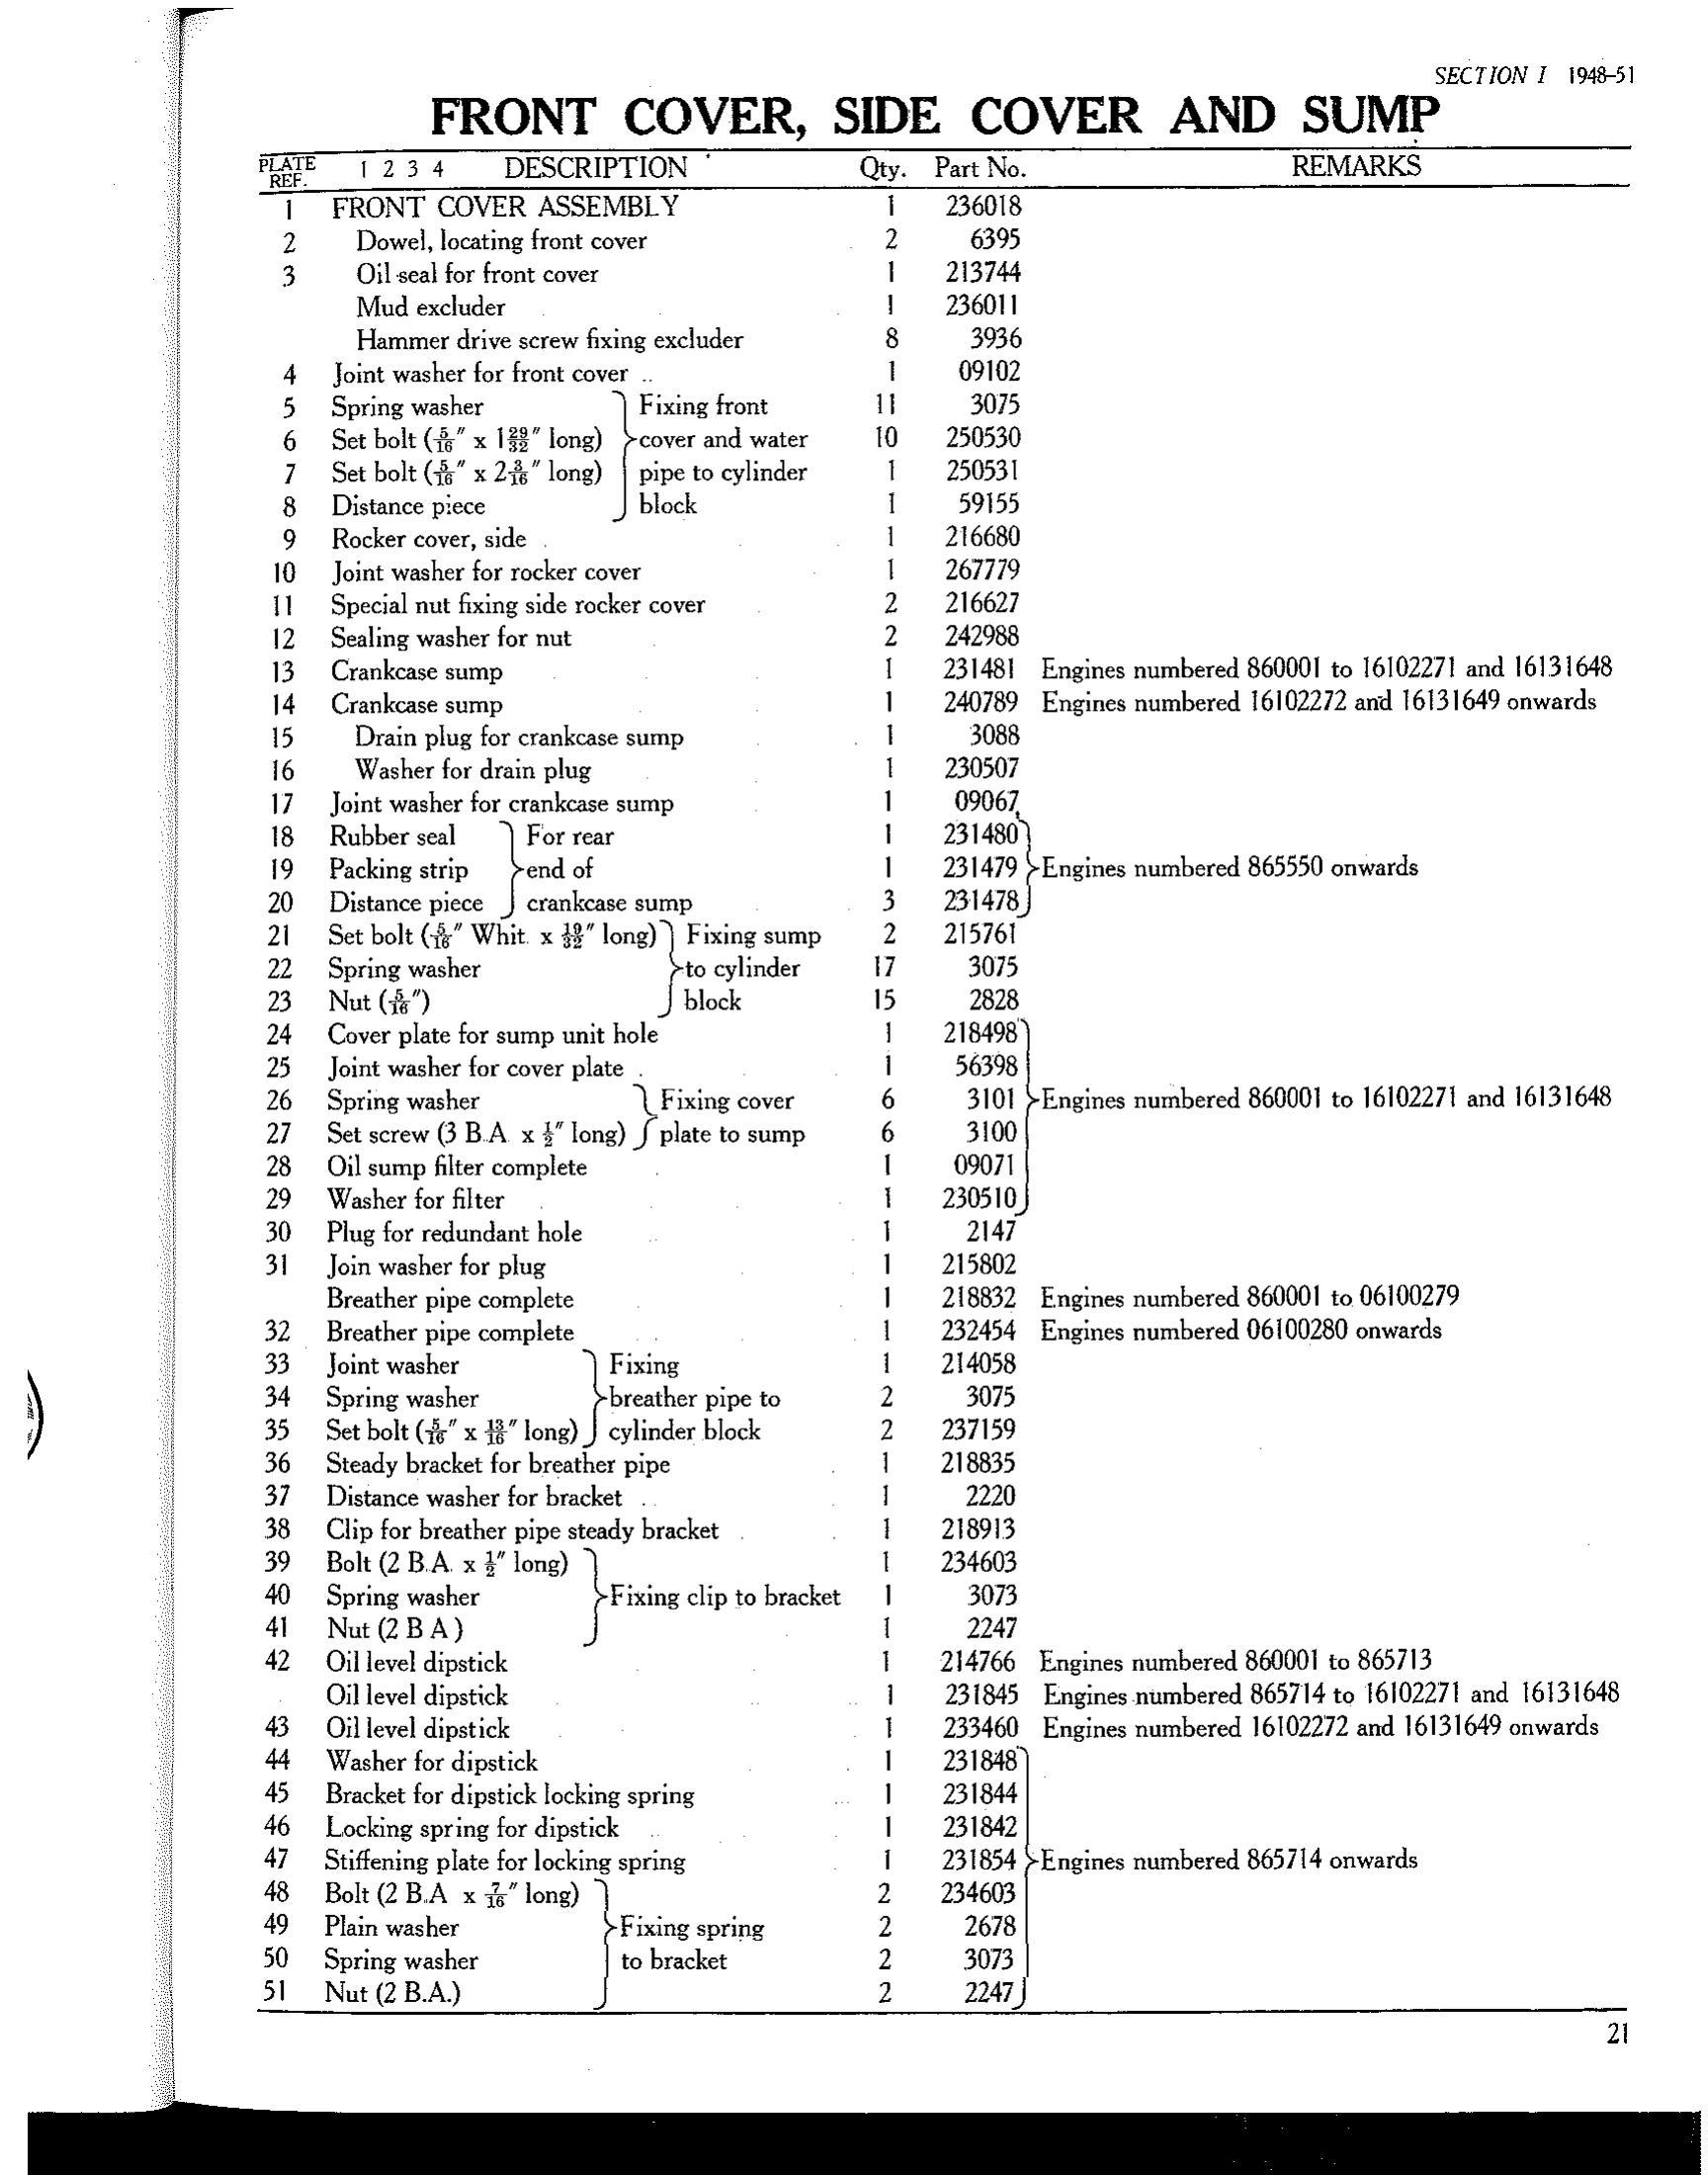 SECTION I 1948-51
FRONT COVER, SIDE COVER AND SUMP
PLATE REF. 1 2 3 4 DESCRIPTION Qty. Part No. REMARKS
1 FRONT COVER ASSEMBLY 1 236018
2 Dowel, locating front cover 2 6395
3 Oil seal for front cover 1 213744
Mud excluder 1 236011
Hammer drive screw fixing excluder 8 3936
4 Joint washer for front cover .. 1 09102
5 Spring washer Fixing front 11 3075
6 Set bolt (5/16″ x 1 29/32″ long) cover and water 10 250530
7 Set bolt (5/16″ x 2 3/16″ long) pipe to cylinder 1 250531
8 Distance piece block 1 59155
9 Rocker cover, side 1 216680
10 Joint washer for rocker cover 1 267779
11 Special nut fixing side rocker cover 2 216627
12 Sealing washer for nut 2 242988
13 Crankcase sump 1 231481 Engines numbered 860001 to 16102271 and 16131648
14 Crankcase sump 1 240789 Engines numbered 16102272 and 16131649 onwards
15 Drain plug for crankcase sump 1 3088
16 Washer for drain plug 1 230507
17 Joint washer for crankcase sump 1 09067
18 Rubber seal For rear 1 231480
19 Packing strip end of 1 231479 Engines numbered 865550 onwards
20 Distance piece crankcase sump 3 231478
21 Set bolt (5/16″ Whit. x 19/32″ long) Fixing sump 2 215761
22 Spring washer to cylinder 17 3075
23 Nut (5/16″) block 15 2828
24 Cover plate for sump unit hole 1 218498
25 Joint washer for cover plate . 1 56398
26 Spring washer Fixing cover 6 3101 Engines numbered 860001 to 16102271 and 16131648
27 Set screw (3 B.A. x 1/2″ long) plate to sump 6 3100
28 Oil sump filter complete 1 09071
29 Washer for filter 1 230510
30 Plug for redundant hole 1 2147
31 Join washer for plug 1 215802
Breather pipe complete 1 218832 Engines numbered 860001 to 06100279
32 Breather pipe complete 1 232454 Engines numbered 06100280 onwards
33 Joint washer Fixing 1 214058
34 Spring washer breather pipe to 2 3075
35 Set bolt (5/16″ x 13/16″ long) cylinder block 2 237159
36 Steady bracket for breather pipe 1 218835
37 Distance washer for bracket .. 1 2220
38 Clip for breather pipe steady bracket 1 218913
39 Bolt (2 B.A. x 1/2″ long) 1 234603
40 Spring washer Fixing clip to bracket 1 3073
41 Nut (2 B A) 1 2247
42 Oil level dipstick 1 214766 Engines numbered 860001 to 865713
Oil level dipstick 1 231845 Engines numbered 865714 to 16102271 and 16131648
43 Oil level dipstick 1 233460 Engines numbered 16102272 and 16131649 onwards
44 Washer for dipstick 1 231848
45 Bracket for dipstick locking spring 1 231844
46 Locking spring for dipstick 1 231842
47 Stiffening plate for locking spring 1 231854 Engines numbered 865714 onwards
48 Bolt (2 B.A x 7/16″ long) 2 234603
49 Plain washer Fixing spring 2 2678
50 Spring washer to bracket 2 3073
51 Nut (2 B.A.) 2 2247
21